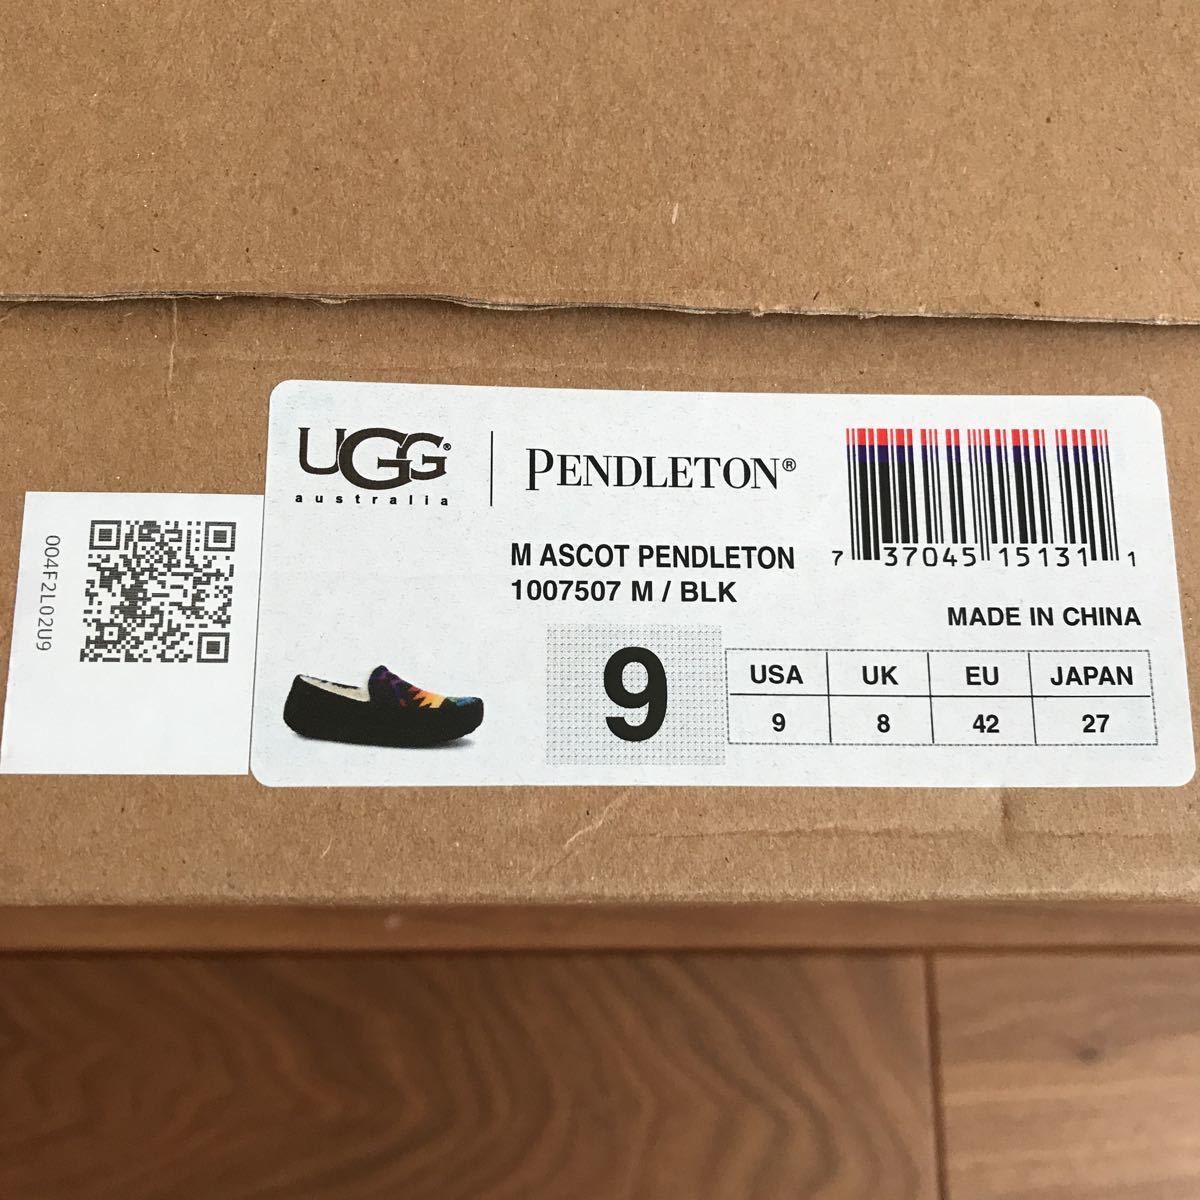 004F2L02U9
UGG®
australia
PENDLETON®
M ASCOT PENDLETON
1007507 M / BLK
7 37045 15131 1
MADE IN CHINA
9
USA UK EU JAPAN
9 8 42 27